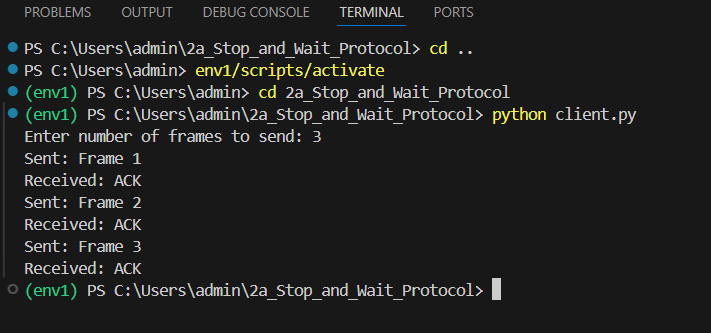 PROBLEMS OUTPUT DEBUG CONSOLE TERMINAL PORTS
PS C:\Users\admin\2a_Stop_and_Wait_Protocol> cd ..
PS C:\Users\admin> env1/scripts/activate
(env1) PS C:\Users\admin> cd 2a_Stop_and_Wait_Protocol
(env1) PS C:\Users\admin\2a_Stop_and_Wait_Protocol> python client.py
Enter number of frames to send: 3
Sent: Frame 1
Received: ACK
Sent: Frame 2
Received: ACK
Sent: Frame 3
Received: ACK
(env1) PS C:\Users\admin\2a_Stop_and_Wait_Protocol>